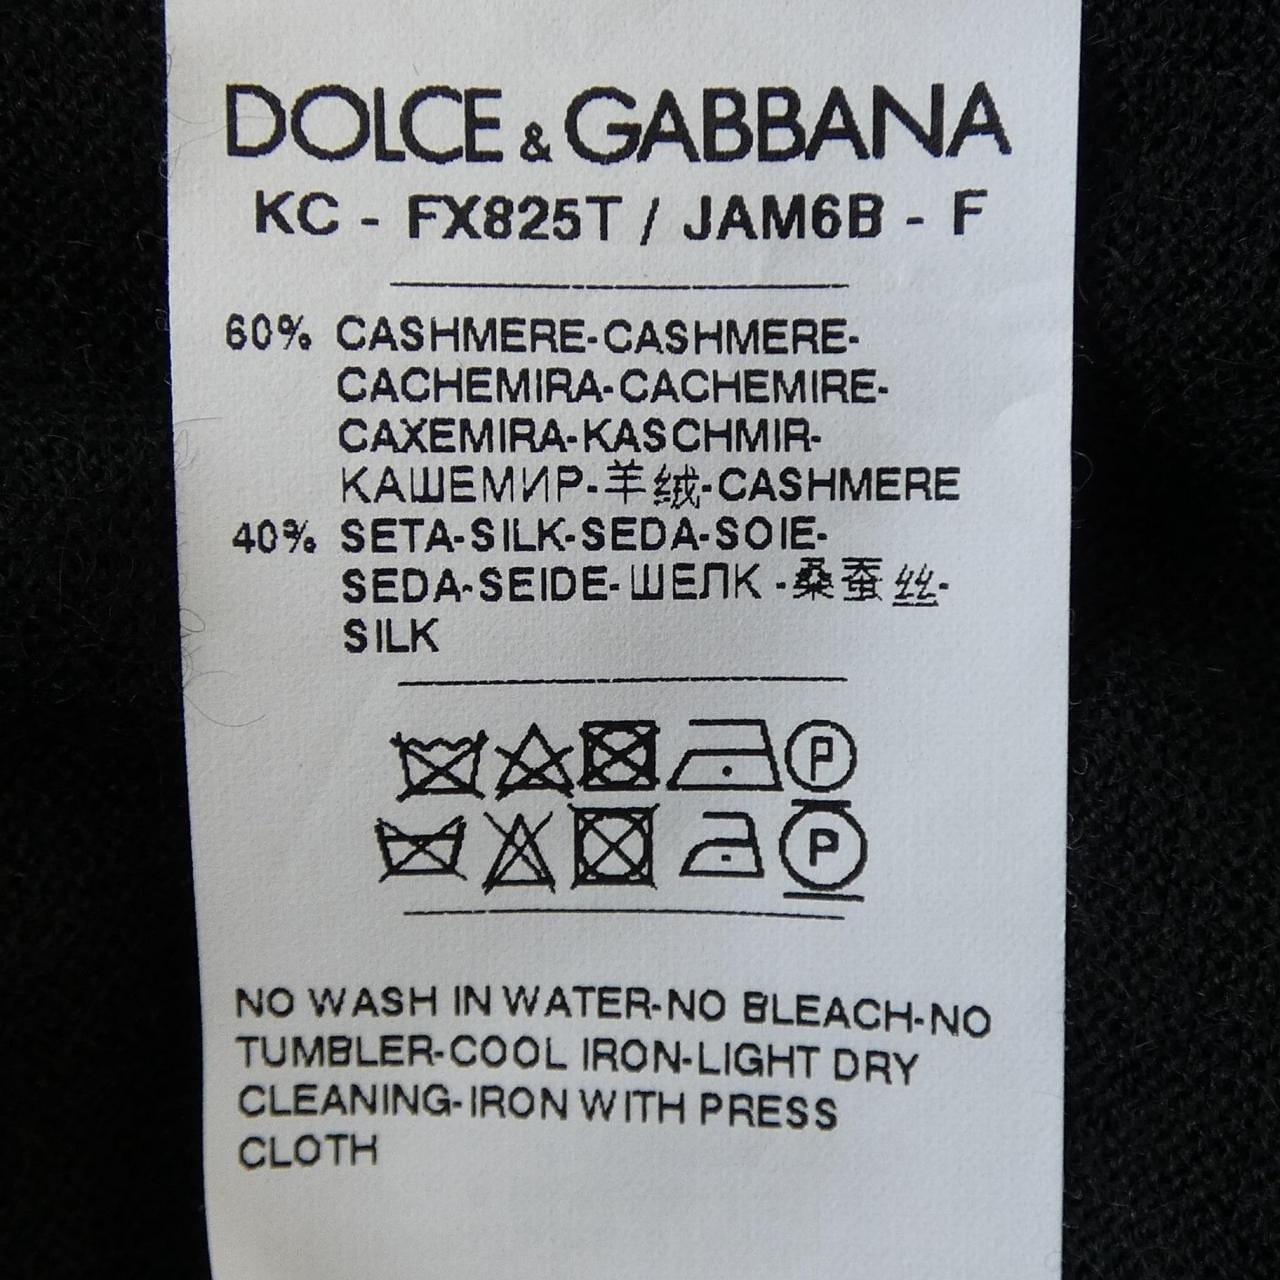 DOLCE & GABBANA
KC - FX825T / JAM6B - F
60% CASHMERE-CASHMERE-
CACHEMIRA-CACHEMIRE-
CAXEMIRA-KASCHMIR-
КАШЕМИР-羊绒-CASHMERE
40% SETA-SILK-SEDA-SOIE-
SEDA-SEIDE-ШЕЛК -桑蚕丝-
SILK
P
P
NO WASH IN WATER-NO BLEACH-NO
TUMBLER-COOL IRON-LIGHT DRY
CLEANING-IRON WITH PRESS
CLOTH